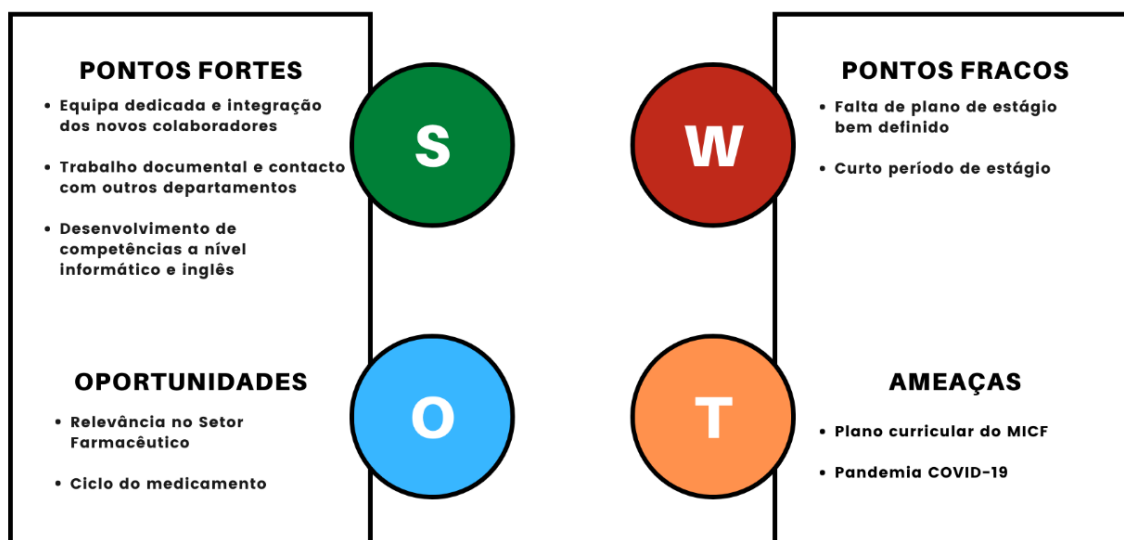 PONTOS FORTES
• Equipa dedicada e integração
dos novos colaboradores
• Trabalho documental e contacto
com outros departamentos
• Desenvolvimento de
competências a nível
informático e inglês
S
W
PONTOS FRACOS
• Falta de plano de estágio
bem definido
• Curto período de estágio
OPORTUNIDADES
• Relevância no Setor
Farmacêutico
• Ciclo do medicamento
O
T
AMEAÇAS
• Plano curricular do MICF
• Pandemia COVID-19